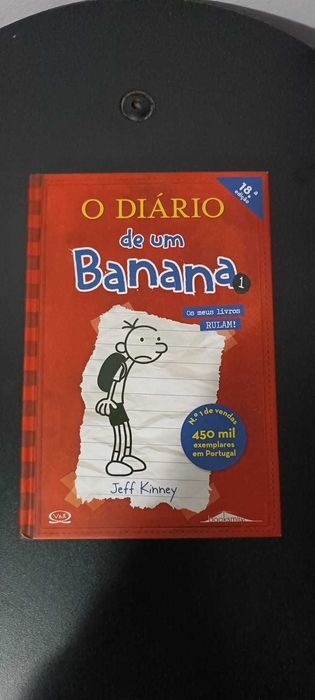 18.ª
edição
O DIÁRIO
de um
Banana
1
Os meus livros
RULAM!
N.º 1 de vendas
450 mil
exemplares
em Portugal
Jeff Kinney
V&R
booksmile